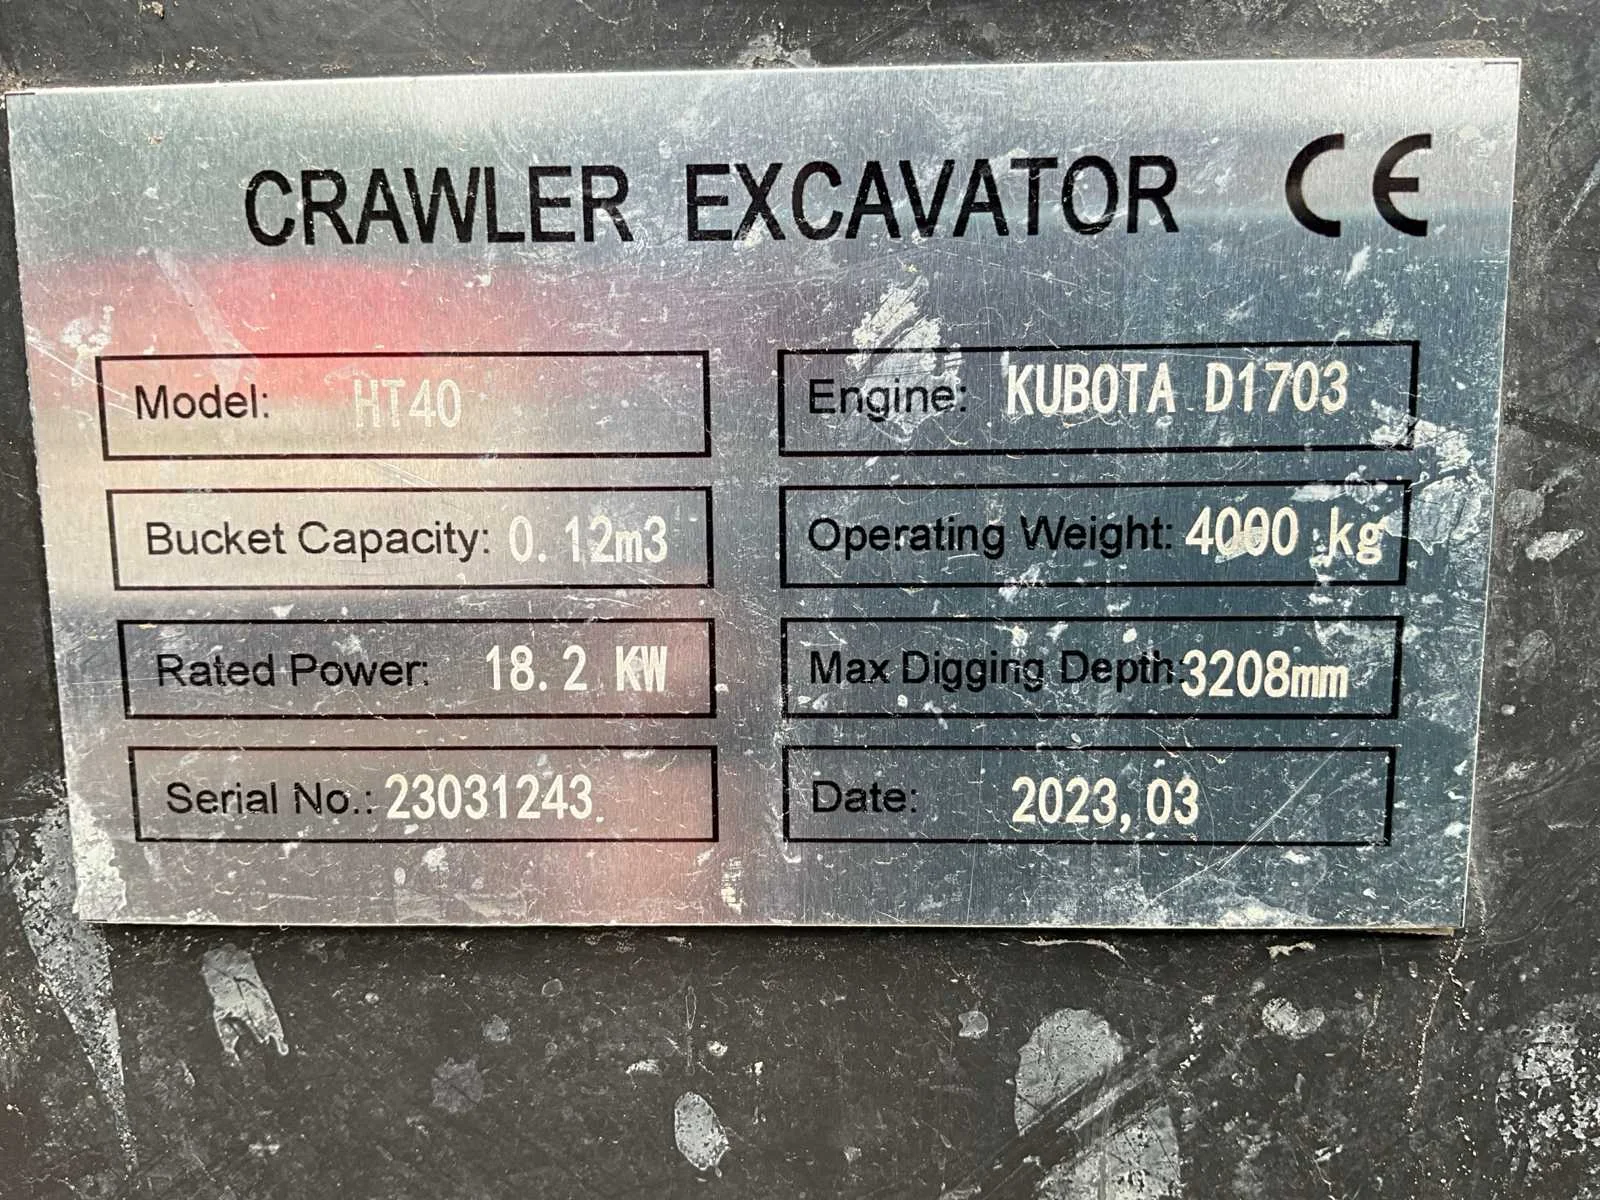 CRAWLER EXCAVATOR CE
Model: HT40
Engine: KUBOTA D1703
Bucket Capacity: 0.12m3
Operating Weight: 4000 kg
Rated Power: 18.2 KW
Max Digging Depth:3208mm
Serial No.: 23031243.
Date: 2023,03